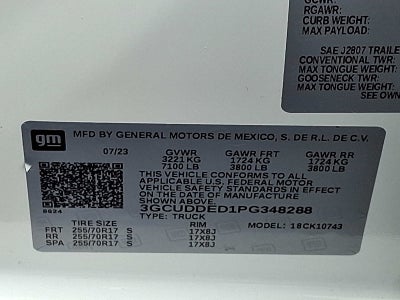 GCWR:
RGAWR:
CURB WEIGHT:
MAX PAYLOAD:
SAE J2807 TRAILE
CONVENTIONAL TWR:
MAX TONGUE WEIGHT:
GOOSENECK TWR:
MAX TONGUE WEIGHT:
gm
MFD BY GENERAL MOTORS DE MEXICO, S. DE R.L. DE C.V.
07/23 GVWR GAWR FRT GAWR RR
3221 KG 1724 KG 1724 KG
7100 LB 3800 LB 3800 LB
THIS VEHICLE CONFORMS TO ALL
APPLICABLE U.S. FEDERAL MOTOR
VEHICLE SAFETY STANDARDS IN EFFECT
ON THE DATE OF MANUFACTURE SHOWN ABOVE.
3GCUDDED1PG348288
8624 TYPE: TRUCK MODEL: 18CK10743
TIRE SIZE RIM
FRT 255/70R17 S 17X8J
RR 255/70R17 S 17X8J
SPA 255/70R17 S 17X8J